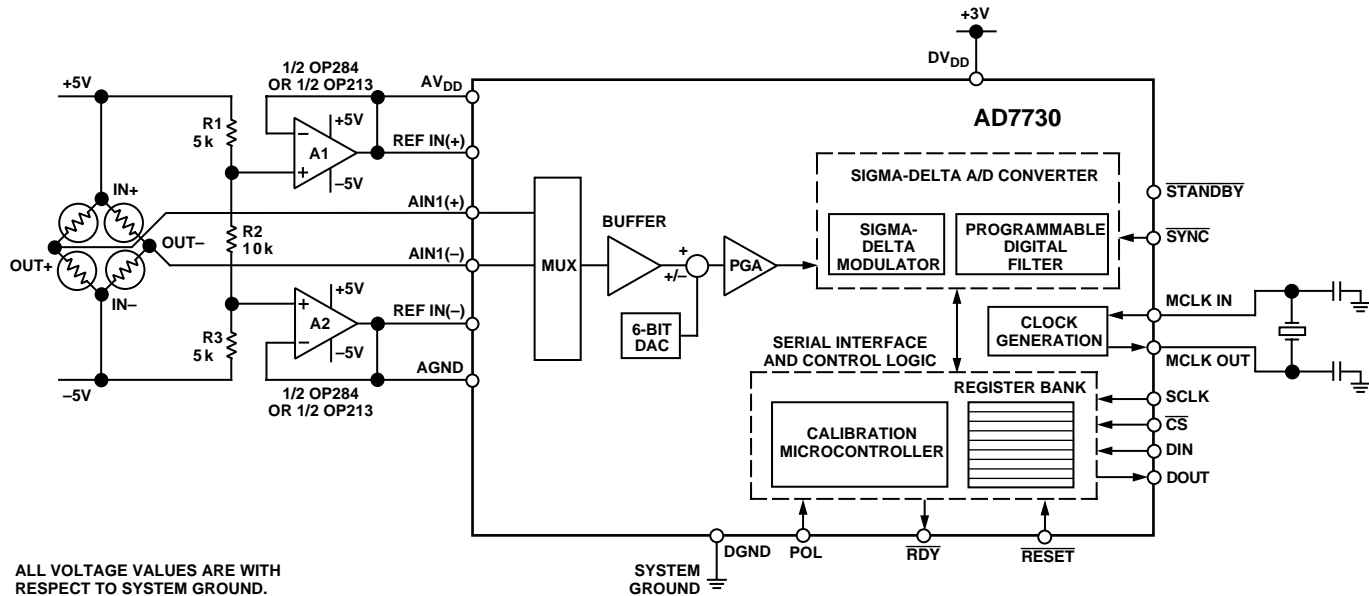 +3V
DVDD
1/2 OP284
OR 1/2 OP213
AVDD
+5V
R1
5k
+5V
−
A1
+
−5V
REF IN(+)
AD7730
SIGMA-DELTA A/D CONVERTER
STANDBY
IN+
AIN1(+)
BUFFER
SIGMA-
DELTA
MODULATOR
PROGRAMMABLE
DIGITAL
FILTER
SYNC
R2
10k
OUT−
OUT+
AIN1(−)
MUX
+
+/−
PGA
IN−
+5V
+
A2
−
−5V
REF IN(−)
6-BIT
DAC
SERIAL INTERFACE
AND CONTROL LOGIC
CLOCK
GENERATION
MCLK IN
MCLK OUT
R3
5k
−5V
AGND
1/2 OP284
OR 1/2 OP213
REGISTER BANK
CALIBRATION
MICROCONTROLLER
SCLK
CS
DIN
DOUT
DGND
POL
RDY
RESET
SYSTEM
GROUND
ALL VOLTAGE VALUES ARE WITH
RESPECT TO SYSTEM GROUND.